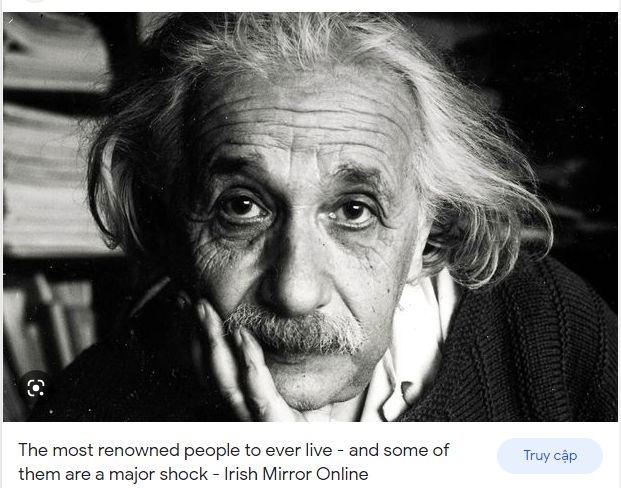 The most renowned people to ever live - and some of
them are a major shock - Irish Mirror Online
Truy cập